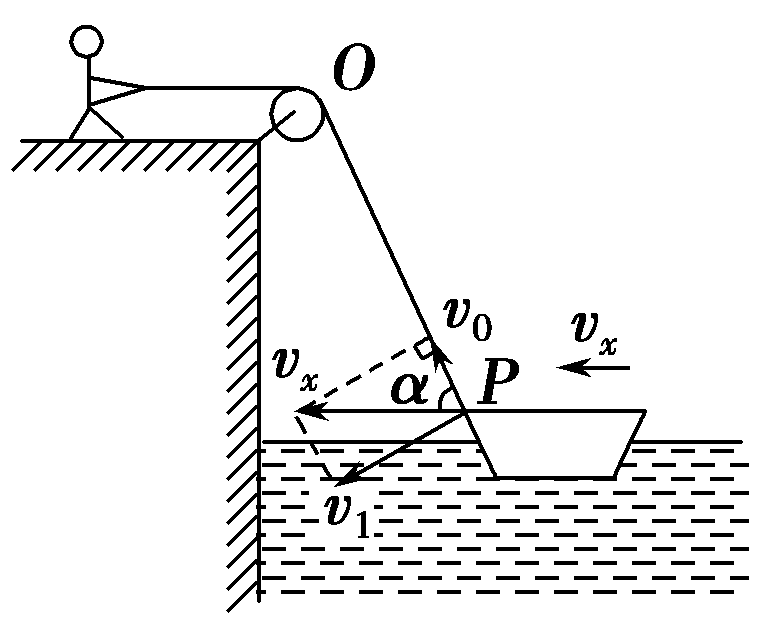 O
v₀
vₓ
vₓ
α
P
v₁